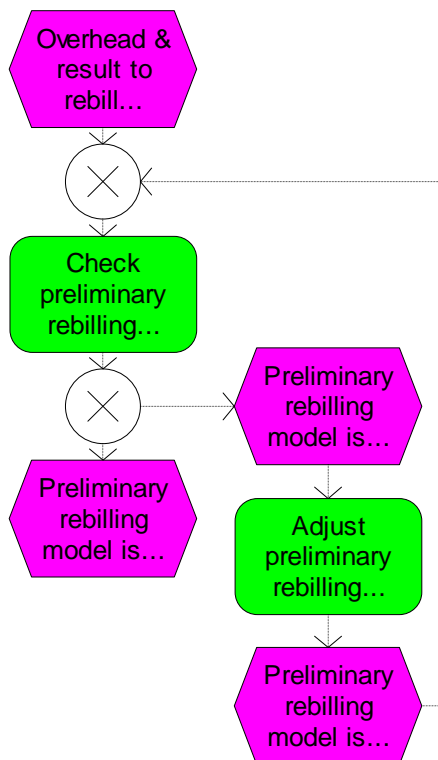 Overhead &
result to
rebill...
Check
preliminary
rebilling...
Preliminary
rebilling
model is...
Preliminary
rebilling
model is...
Adjust
preliminary
rebilling...
Preliminary
rebilling
model is...